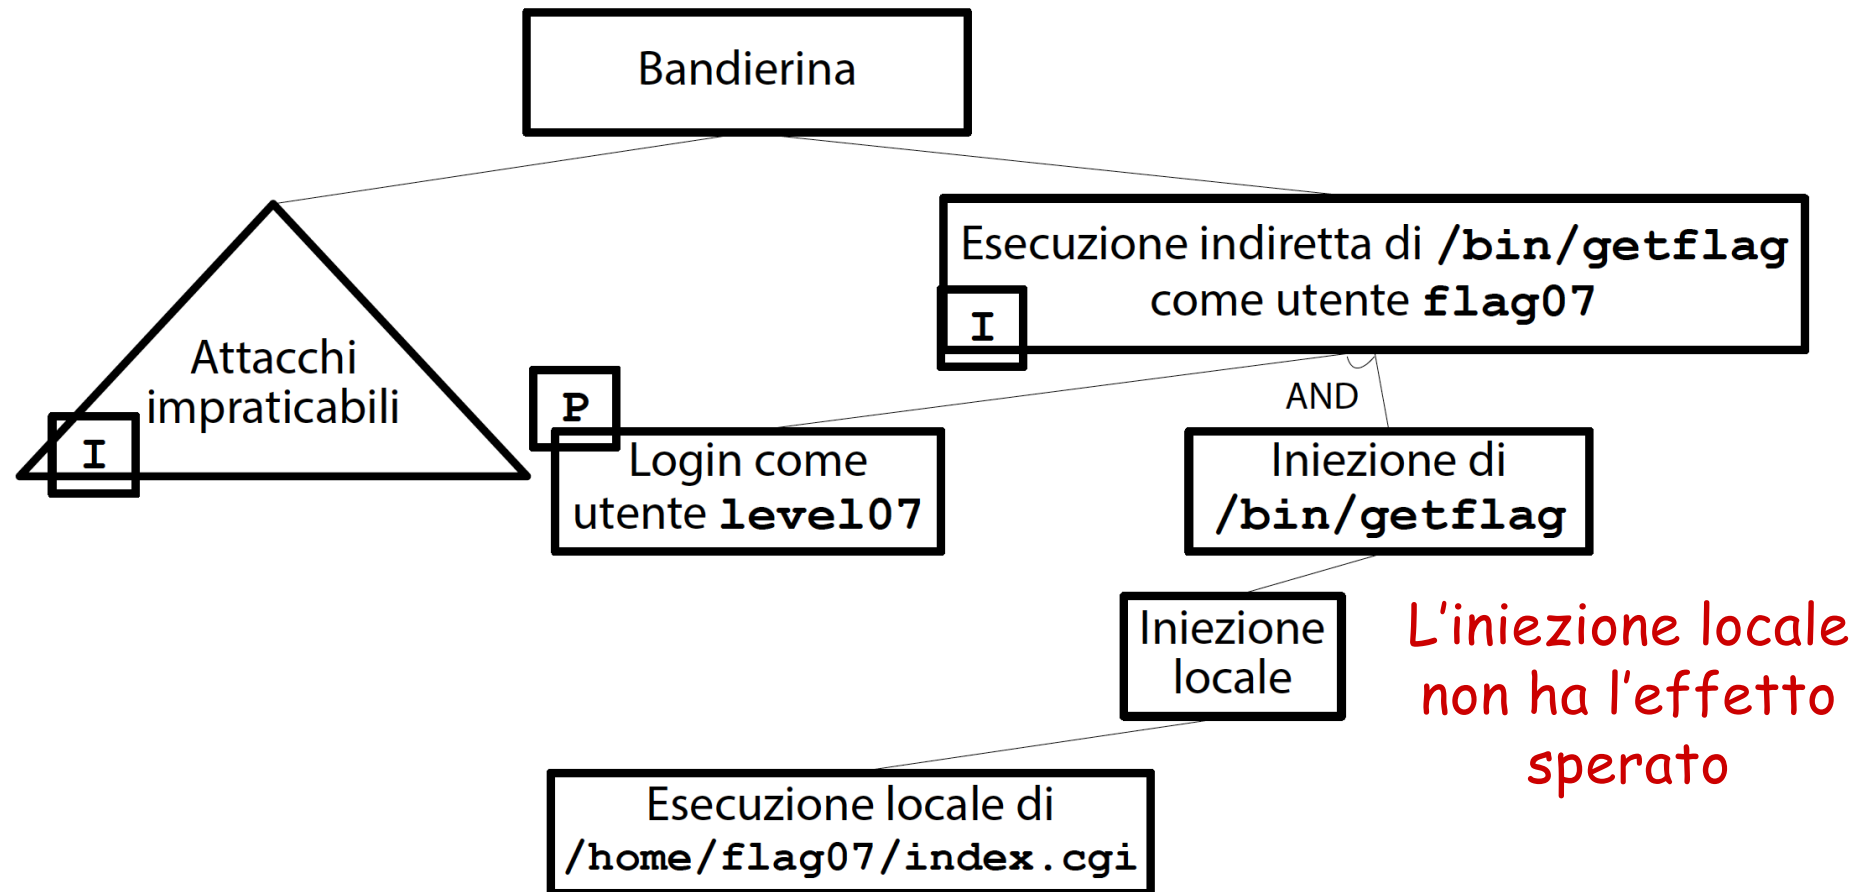 Bandierina
Esecuzione indiretta di /bin/getflag
come utente flag07
I
Attacchi
impraticabili
I
AND
P
Login come
utente level07
Iniezione di
/bin/getflag
Iniezione
locale
L'iniezione locale
non ha l'effetto
sperato
Esecuzione locale di
/home/flag07/index.cgi